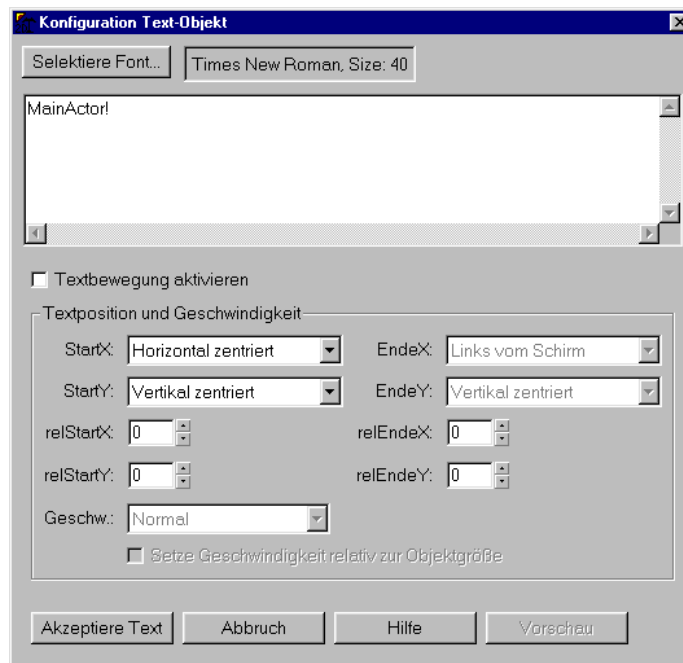 Konfiguration Text-Objekt
Selektiere Font... Times New Roman, Size: 40
MainActor!
Textbewegung aktivieren
Textposition und Geschwindigkeit
StartX: Horizontal zentriert EndeX: Links vom Schirm
StartY: Vertikal zentriert EndeY: Vertikal zentriert
relStartX: 0 relEndeX: 0
relStartY: 0 relEndeY: 0
Geschw.: Normal
Setze Geschwindigkeit relativ zur Objektgröße
Akzeptiere Text Abbruch Hilfe Vorschau